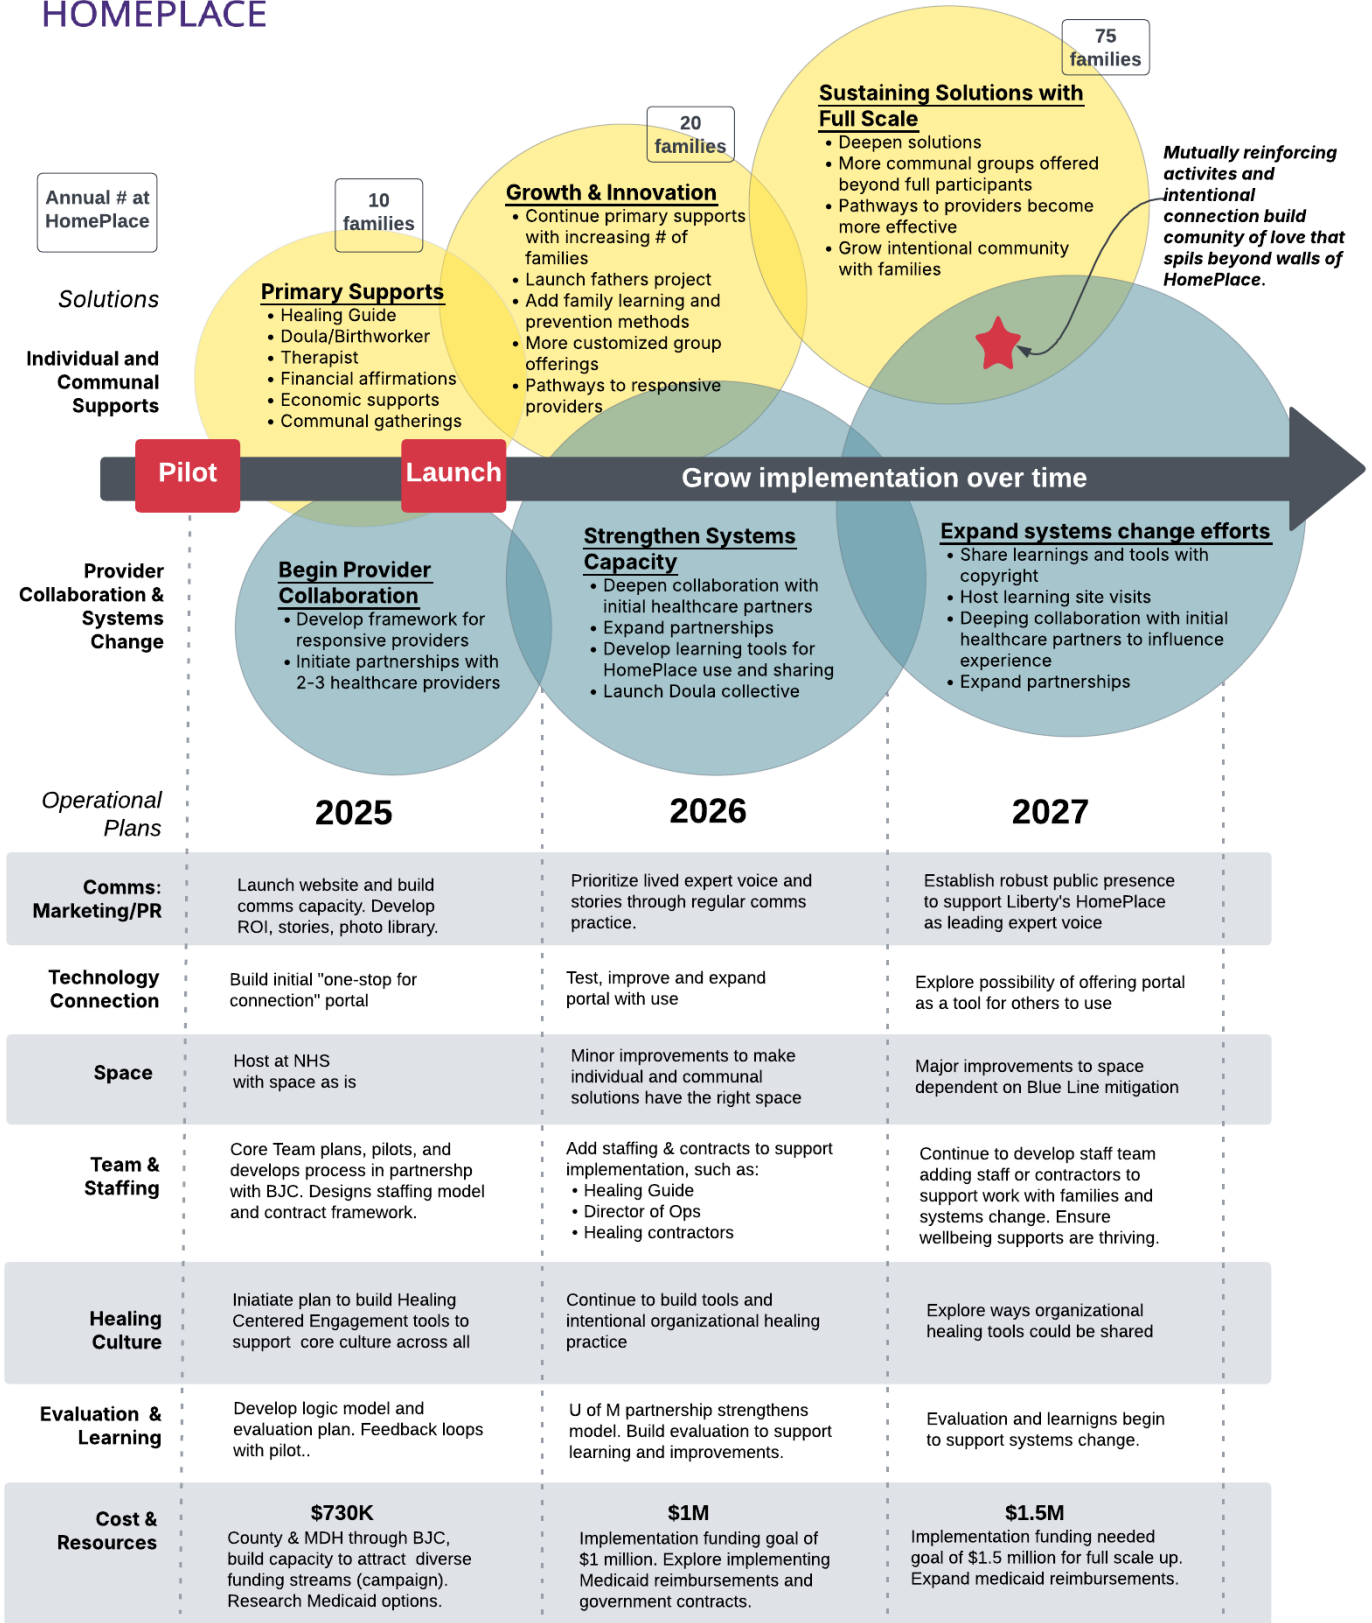 HOMEPLACE
75
families
Sustaining Solutions with
Full Scale
• Deepen solutions
• More communal groups offered
beyond full participants
• Pathways to providers become
more effective
• Grow intentional community
with families
Mutually reinforcing
activites and
intentional
connection build
comunity of love that
spils beyond walls of
HomePlace.
20
families
Growth & Innovation
• Continue primary supports
with increasing # of
families
• Launch fathers project
• Add family learning and
prevention methods
• More customized group
offerings
• Pathways to responsive
providers
Annual # at
HomePlace
10
families
Solutions
Individual and
Communal
Supports
Primary Supports
• Healing Guide
• Doula/Birthworker
• Therapist
• Financial affirmations
• Economic supports
• Communal gatherings
Pilot
Launch
Grow implementation over time
Provider
Collaboration &
Systems
Change
Begin Provider
Collaboration
• Develop framework for
responsive providers
• Initiate partnerships with
2-3 healthcare providers
Strengthen Systems
Capacity
• Deepen collaboration with
initial healthcare partners
• Expand partnerships
• Develop learning tools for
HomePlace use and sharing
• Launch Doula collective
Expand systems change efforts
• Share learnings and tools with
copyright
• Host learning site visits
• Deeping collaboration with initial
healthcare partners to influence
experience
• Expand partnerships
Operational
Plans
2025
2026
2027
Comms:
Marketing/PR
Launch website and build
comms capacity. Develop
ROI, stories, photo library.
Prioritize lived expert voice and
stories through regular comms
practice.
Establish robust public presence
to support Liberty's HomePlace
as leading expert voice
Technology
Connection
Build initial "one-stop for
connection" portal
Test, improve and expand
portal with use
Explore possibility of offering portal
as a tool for others to use
Space
Host at NHS
with space as is
Minor improvements to make
individual and communal
solutions have the right space
Major improvements to space
dependent on Blue Line mitigation
Team &
Staffing
Core Team plans, pilots, and
develops process in partnershp
with BJC. Designs staffing model
and contract framework.
Add staffing & contracts to support
implementation, such as:
• Healing Guide
• Director of Ops
• Healing contractors
Continue to develop staff team
adding staff or contractors to
support work with families and
systems change. Ensure
wellbeing supports are thriving.
Healing
Culture
Iniatiate plan to build Healing
Centered Engagement tools to
support core culture across all
Continue to build tools and
intentional organizational healing
practice
Explore ways organizational
healing tools could be shared
Evaluation &
Learning
Develop logic model and
evaluation plan. Feedback loops
with pilot..
U of M partnership strengthens
model. Build evaluation to support
learning and improvements.
Evaluation and learnigns begin
to support systems change.
Cost &
Resources
$730K
County & MDH through BJC,
build capacity to attract diverse
funding streams (campaign).
Research Medicaid options.
$1M
Implementation funding goal of
$1 million. Explore implementing
Medicaid reimbursements and
government contracts.
$1.5M
Implementation funding needed
goal of $1.5 million for full scale up.
Expand medicaid reimbursements.